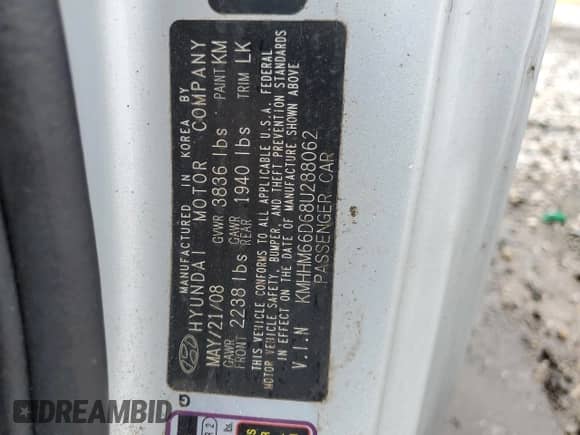 MANUFACTURED IN KOREA BY
HYUNDAI MOTOR COMPANY
MAY/21/08 GVWR 3836 lbs PAINT KM
GAWR FRONT 2238 lbs GAWR REAR 1940 lbs TRIM LK
THIS VEHICLE CONFORMS TO ALL APPLICABLE U.S.A. FEDERAL
MOTOR VEHICLE SAFETY, BUMPER, AND THEFT PREVENTION STANDARDS
IN EFFECT ON THE DATE OF MANUFACTURE SHOWN ABOVE
V.I.N KMHHM66D68U288062
PASSENGER CAR
G
DREAMBID